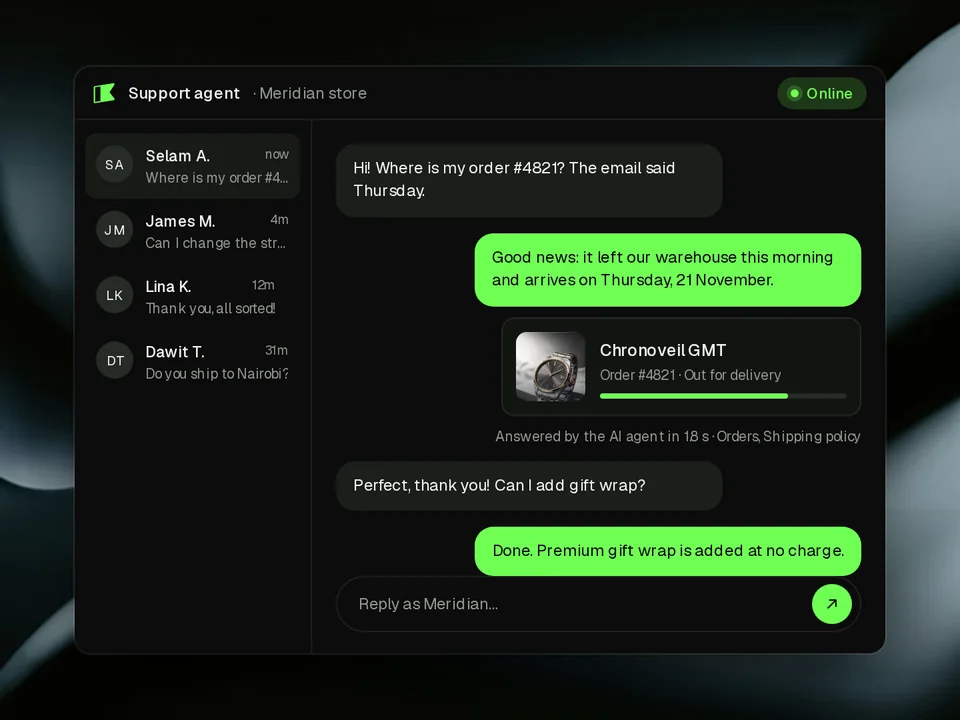 Support agent · Meridian store
Online
SA
Selam A.
now
Where is my order #4...
JM
James M.
4m
Can I change the str...
LK
Lina K.
12m
Thank you, all sorted!
DT
Dawit T.
31m
Do you ship to Nairobi?
Hi! Where is my order #4821? The email said
Thursday.
Good news: it left our warehouse this morning
and arrives on Thursday, 21 November.
Chronoveil GMT
Order #4821 · Out for delivery
Answered by the AI agent in 1.8 s · Orders, Shipping policy
Perfect, thank you! Can I add gift wrap?
Done. Premium gift wrap is added at no charge.
Reply as Meridian...